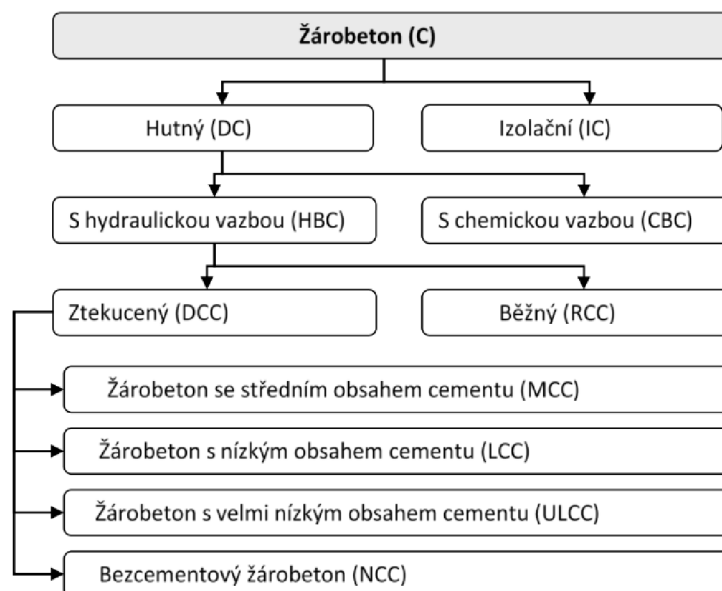 Žárobeton (C)
Hutný (DC)
Izolační (IC)
S hydraulickou vazbou (HBC)
S chemickou vazbou (CBC)
Ztekucený (DCC)
Běžný (RCC)
Žárobeton se středním obsahem cementu (MCC)
Žárobeton s nízkým obsahem cementu (LCC)
Žárobeton s velmi nízkým obsahem cementu (ULCC)
Bezcementový žárobeton (NCC)